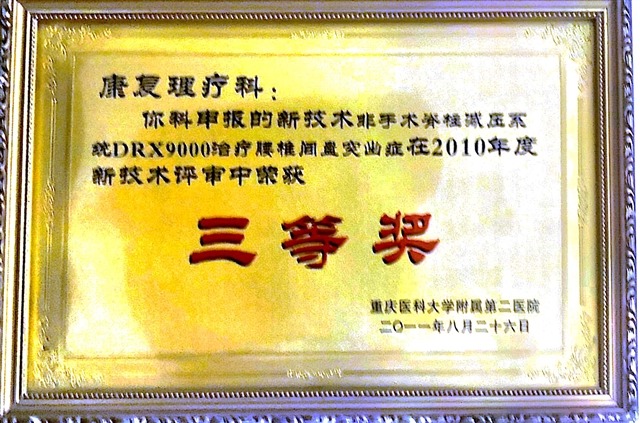 康复理疗科：
你科申报的新技术非手术脊柱减压系
统DRX9000治疗腰椎间盘突出症在2010年度
新技术评审中荣获
三等奖
重庆医科大学附属第二医院
二〇一一年八月二十六日